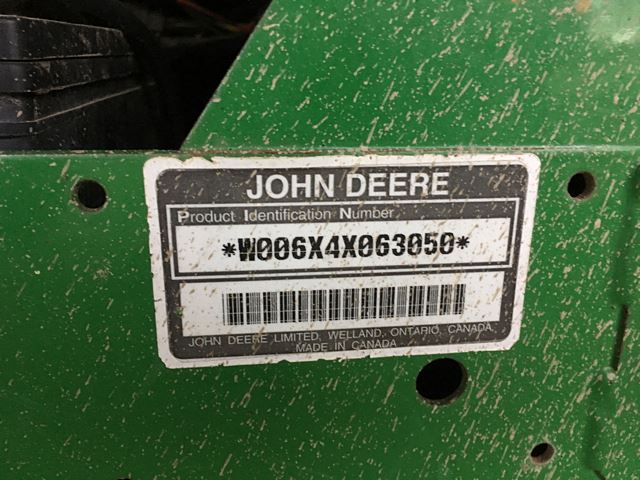 JOHN DEERE
Product Identification Number
*W006X4X063050*
JOHN DEERE LIMITED, WELLAND, ONTARIO, CANADA
MADE IN CANADA